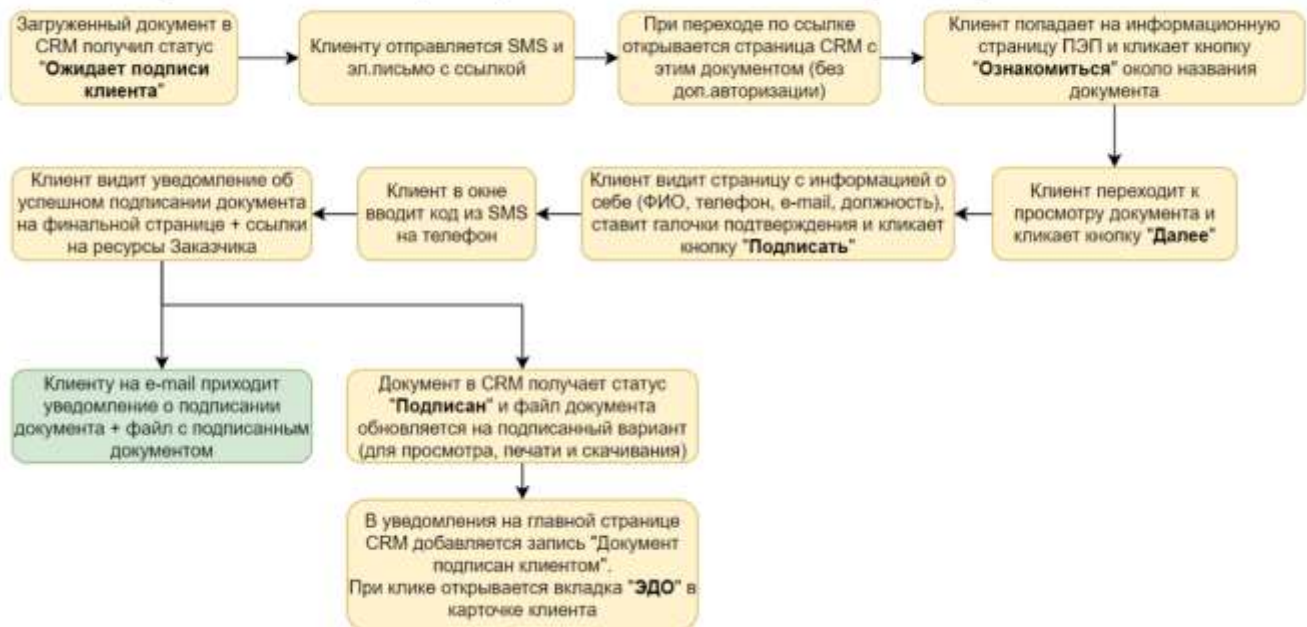 Загруженный документ в
CRM получил статус
"Ожидает подписи
клиента"
Клиенту отправляется SMS и
эл.письмо с ссылкой
При переходе по ссылке
открывается страница CRM с
этим документом (без
доп.авторизации)
Клиент попадает на информационную
страницу ПЭП и кликает кнопку
"Ознакомиться" около названия
документа
Клиент переходит к
просмотру документа и
кликает кнопку "Далее"
Клиент видит страницу с информацией о
себе (ФИО, телефон, e-mail, должность),
ставит галочки подтверждения и кликает
кнопку "Подписать"
Клиент в окне
вводит код из SMS
на телефон
Клиент видит уведомление об
успешном подписании документа
на финальной странице + ссылки
на ресурсы Заказчика
Клиенту на e-mail приходит
уведомление о подписании
документа + файл с подписанным
документом
Документ в CRM получает статус
"Подписан" и файл документа
обновляется на подписанный вариант
(для просмотра, печати и скачивания)
В уведомления на главной странице
CRM добавляется запись "Документ
подписан клиентом".
При клике открывается вкладка "ЭДО" в
карточке клиента